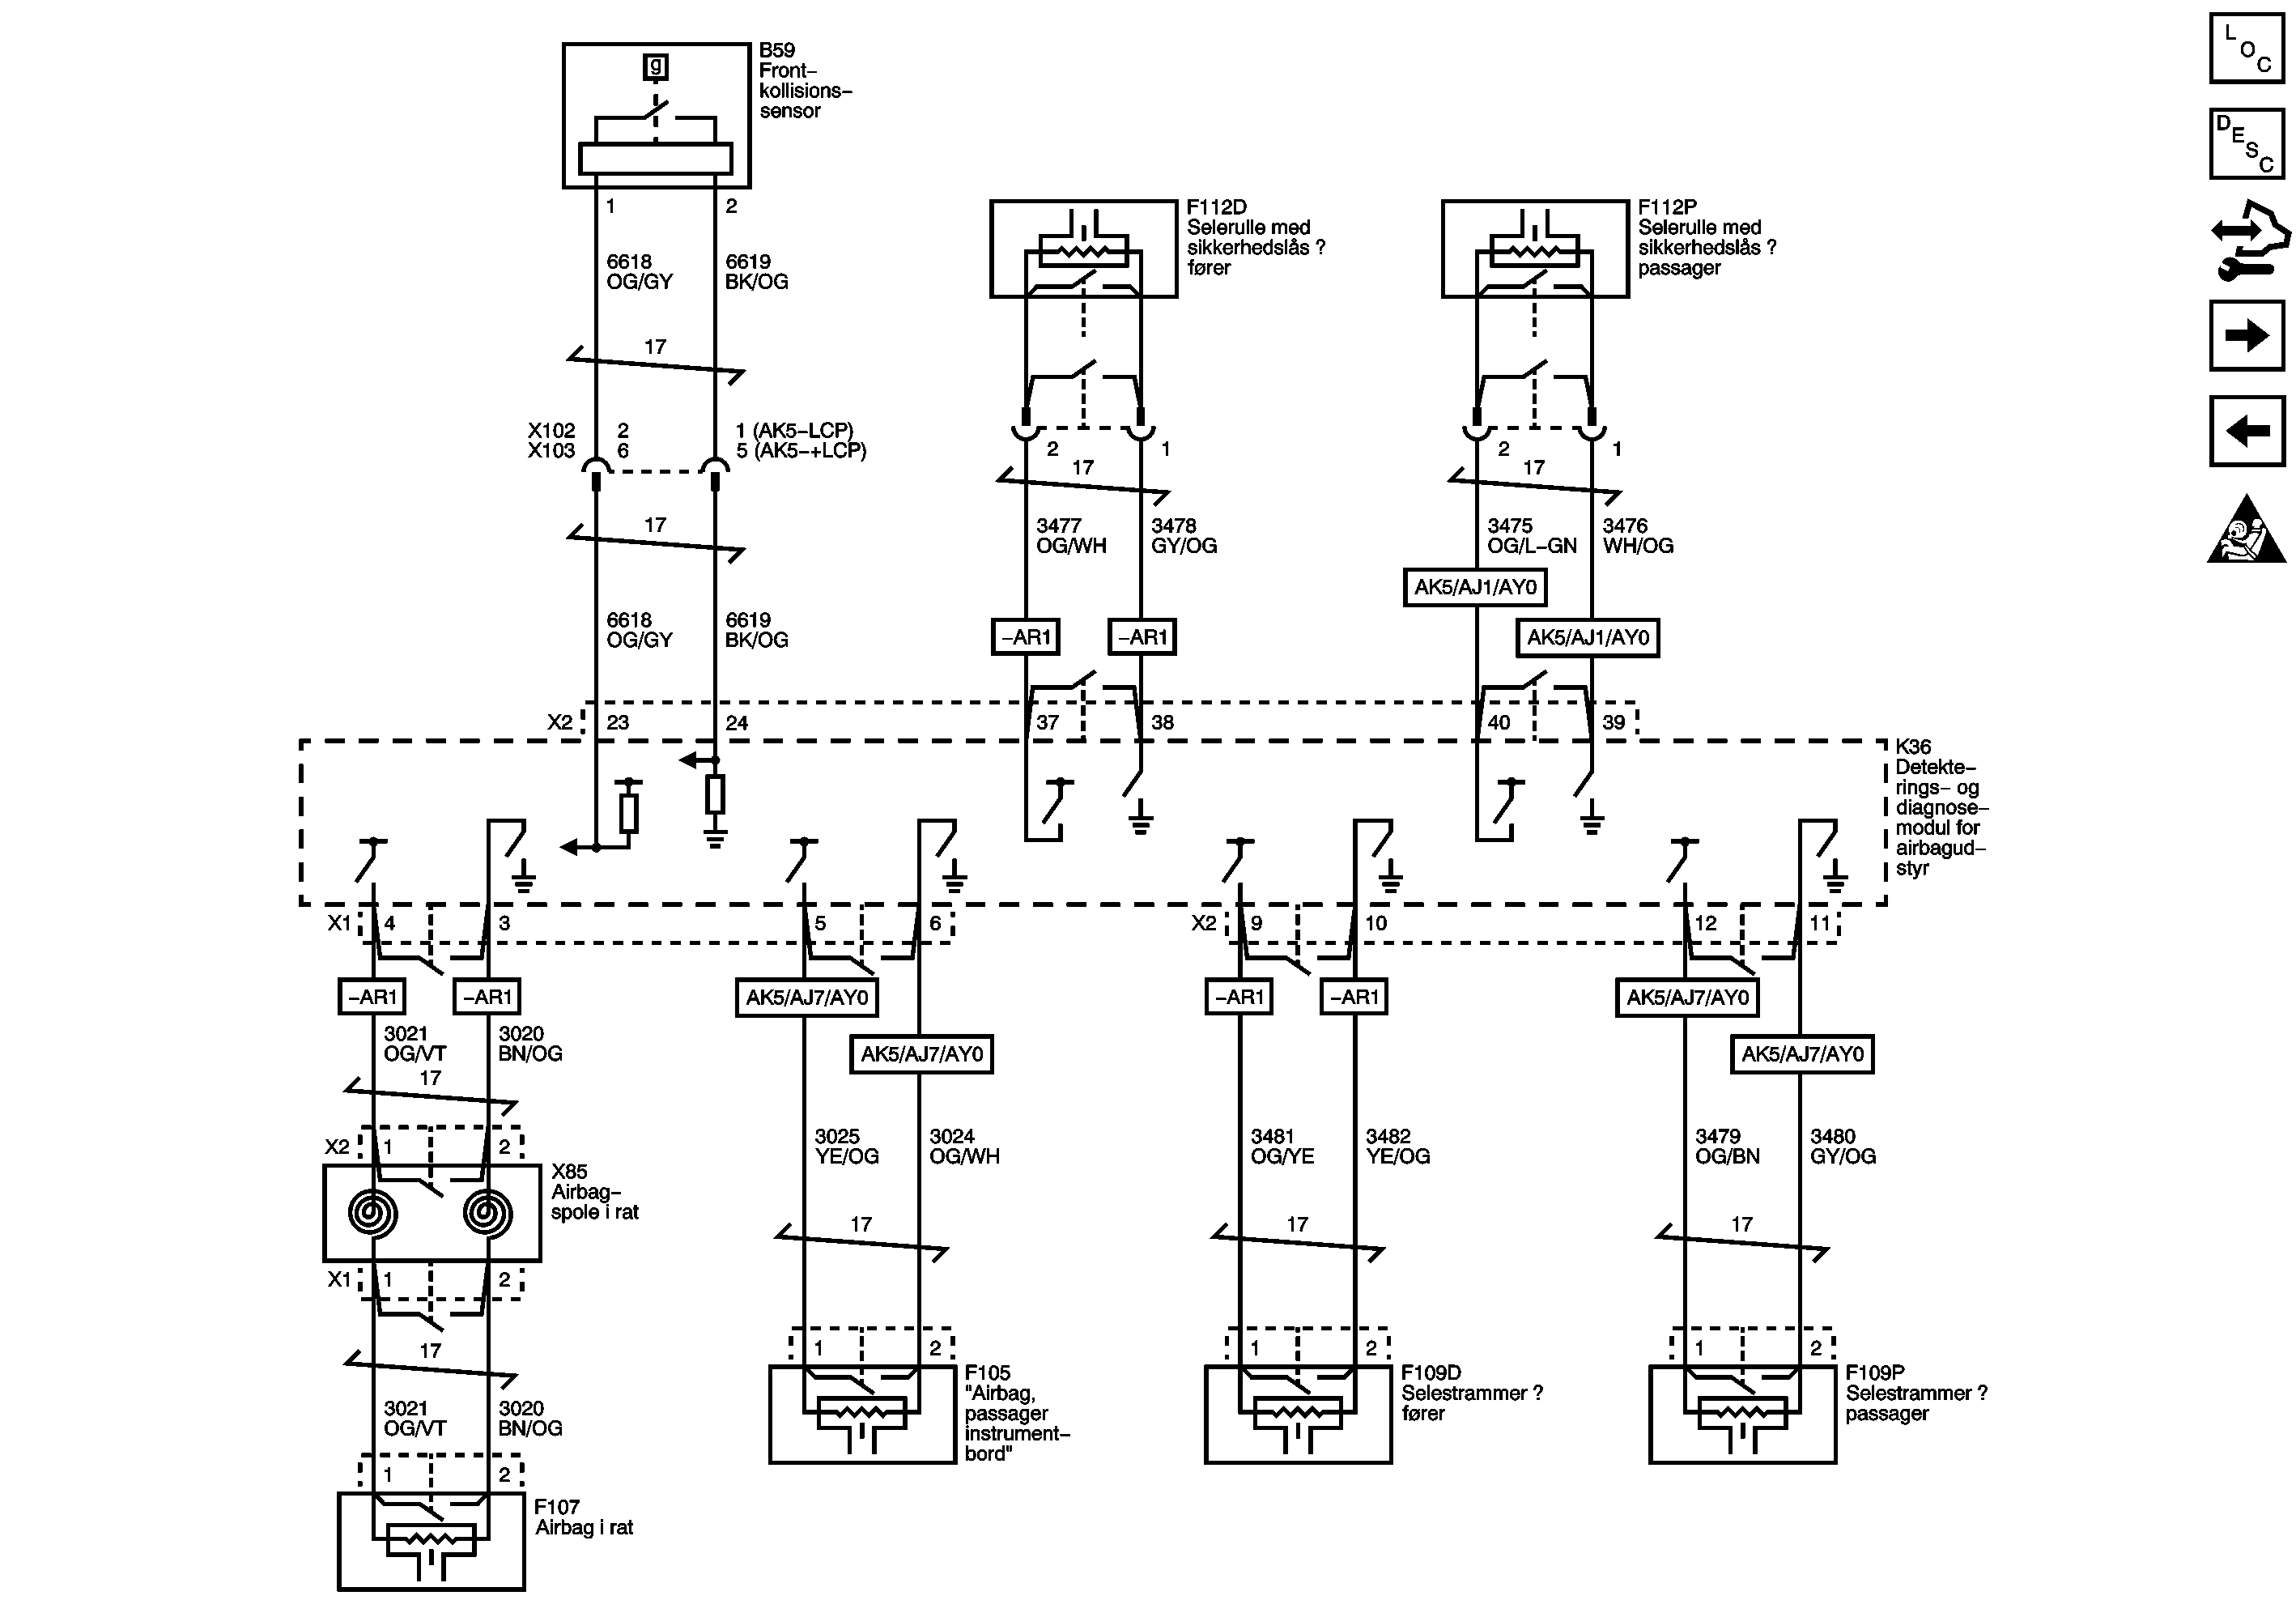 B59
Front–
kollisions–
sensor
g
L
O
C
D
E
S
C
1
2
F112D
Selerulle med
sikkerhedslås ?
fører
F112P
Selerulle med
sikkerhedslås ?
passager
6618
OG/GY
6619
BK/OG
17
X102
2
1 (AK5–LCP)
X103
6
5 (AK5–+LCP)
2
1
2
1
17
17
17
3477
OG/WH
3478
GY/OG
3475
OG/L–GN
3476
WH/OG
AK5/AJ1/AY0
6618
OG/GY
6619
BK/OG
–AR1
–AR1
AK5/AJ1/AY0
X2
23
24
37
38
40
39
K36
Detekte–
rings– og
diagnose–
modul for
airbagud–
styr
X1
4
3
5
6
X2
9
10
12
11
–AR1
–AR1
AK5/AJ7/AY0
–AR1
–AR1
AK5/AJ7/AY0
3021
OG/VT
3020
BN/OG
AK5/AJ7/AY0
AK5/AJ7/AY0
17
X2
1
2
3025
YE/OG
3024
OG/WH
3481
OG/YE
3482
YE/OG
3479
OG/BN
3480
GY/OG
X85
Airbag–
spole i rat
17
17
17
X1
1
2
17
1
2
1
2
1
2
F105
"Airbag,
passager
instrument–
bord"
F109D
Selestrammer ?
fører
F109P
Selestrammer ?
passager
3021
OG/VT
3020
BN/OG
1
2
F107
Airbag i rat